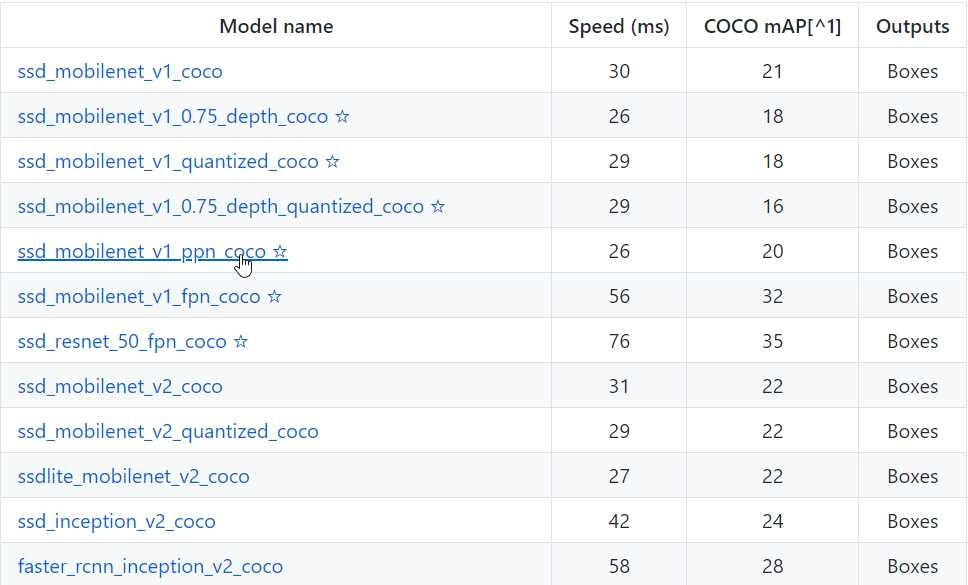 Model name Speed (ms) COCO mAP[^1] Outputs
ssd_mobilenet_v1_coco 30 21 Boxes
ssd_mobilenet_v1_0.75_depth_coco ☆ 26 18 Boxes
ssd_mobilenet_v1_quantized_coco ☆ 29 18 Boxes
ssd_mobilenet_v1_0.75_depth_quantized_coco ☆ 29 16 Boxes
ssd_mobilenet_v1_ppn_coco ☆ 26 20 Boxes
ssd_mobilenet_v1_fpn_coco ☆ 56 32 Boxes
ssd_resnet_50_fpn_coco ☆ 76 35 Boxes
ssd_mobilenet_v2_coco 31 22 Boxes
ssd_mobilenet_v2_quantized_coco 29 22 Boxes
ssdlite_mobilenet_v2_coco 27 22 Boxes
ssd_inception_v2_coco 42 24 Boxes
faster_rcnn_inception_v2_coco 58 28 Boxes